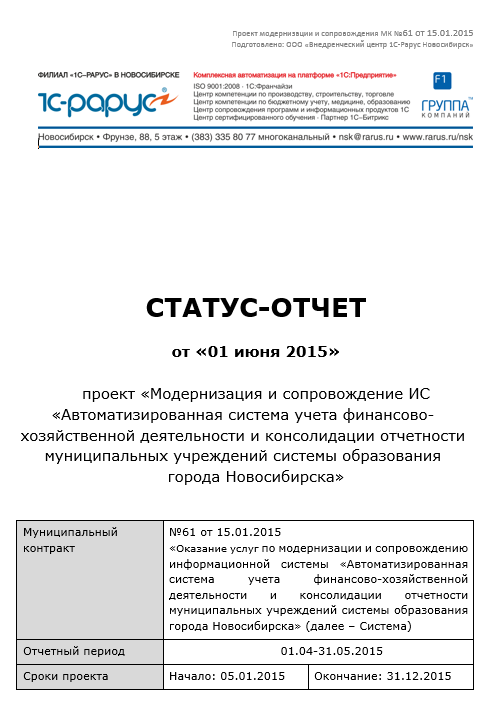 Проект модернизации и сопровождения МК №61 от 15.01.2015
Подготовлено: ООО «Внедренческий центр 1С-Рарус Новосибирск»
ФИЛИАЛ «1С–РАРУС» В НОВОСИБИРСКЕ
Комплексная автоматизация на платформе «1С:Предприятие»
1С-рарус
ISO 9001:2008 · 1С:Франчайзи
Центр компетенции по производству, строительству, торговле
Центр компетенции по бюджетному учету, медицине, образованию
Центр сопровождения программ и информационных продуктов 1С
Центр сертифицированного обучения · Партнер 1С–Битрикс
F1
ГРУППА™
КОМПАНИЙ
Новосибирск • Фрунзе, 88, 5 этаж • (383) 335 80 77 многоканальный • nsk@rarus.ru • www.rarus.ru/nsk
СТАТУС-ОТЧЕТ
от «01 июня 2015»
проект «Модернизация и сопровождение ИС
«Автоматизированная система учета финансово-
хозяйственной деятельности и консолидации отчетности
муниципальных учреждений системы образования
города Новосибирска»
Муниципальный
контракт
№61 от 15.01.2015
«Оказание услуг по модернизации и сопровождению
информационной системы «Автоматизированная
система учета финансово-хозяйственной
деятельности и консолидации отчетности
муниципальных учреждений системы образования
города Новосибирска» (далее – Система)
Отчетный период
01.04-31.05.2015
Сроки проекта
Начало: 05.01.2015
Окончание: 31.12.2015